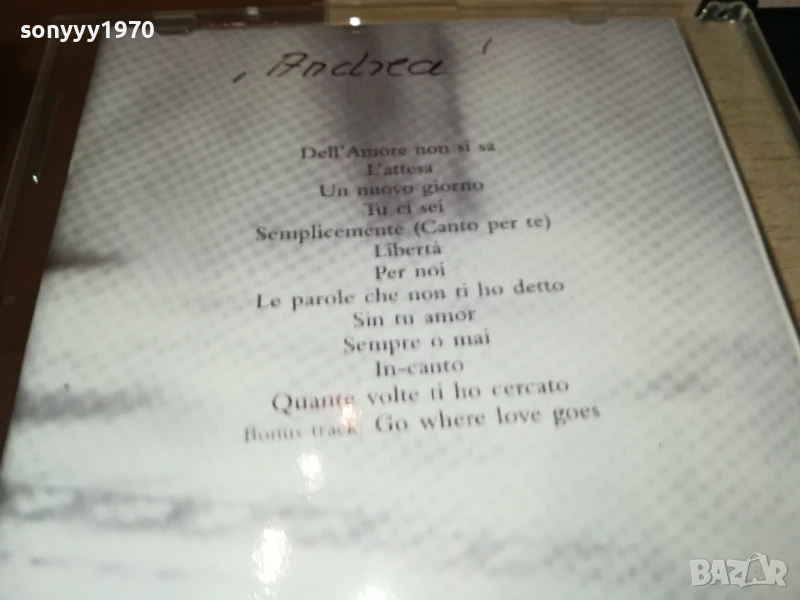 sonyyy1970
'Andrea'
Dell'Amore non si sa
L'attesa
Un nuovo giorno
Tu ci sei
Semplicemente (Canto per te)
Libertà
Per noi
Le parole che non ti ho detto
Sin tu amor
Sempre o mai
In-canto
Quante volte ti ho cercato
Bonus track: Go where love goes
BAZAR